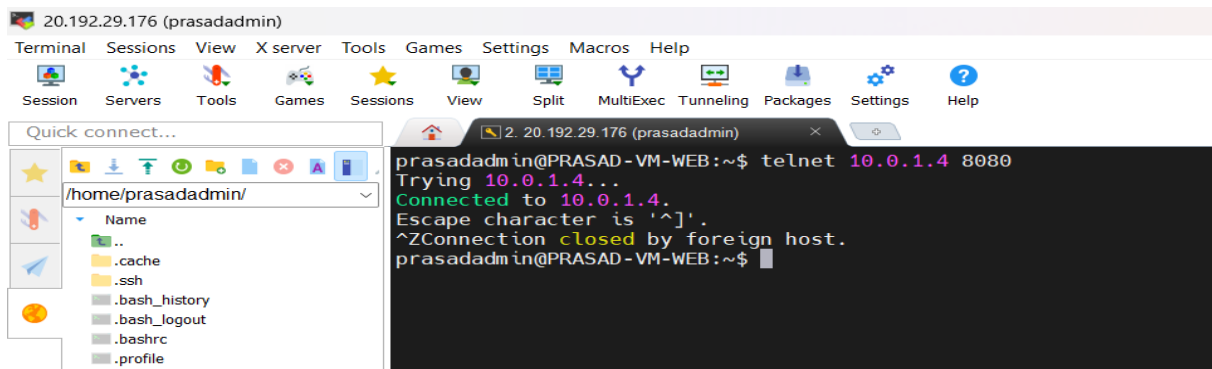 20.192.29.176 (prasadadmin)
Terminal Sessions View X server Tools Games Settings Macros Help
Session Servers Tools Games Sessions View Split MultiExec Tunneling Packages Settings Help
Quick connect...
2. 20.192.29.176 (prasadadmin)
/home/prasadadmin/
Name
..
.cache
.ssh
.bash_history
.bash_logout
.bashrc
.profile
prasadadmin@PRASAD-VM-WEB:~$ telnet 10.0.1.4 8080
Trying 10.0.1.4...
Connected to 10.0.1.4.
Escape character is '^]'.
^ZConnection closed by foreign host.
prasadadmin@PRASAD-VM-WEB:~$